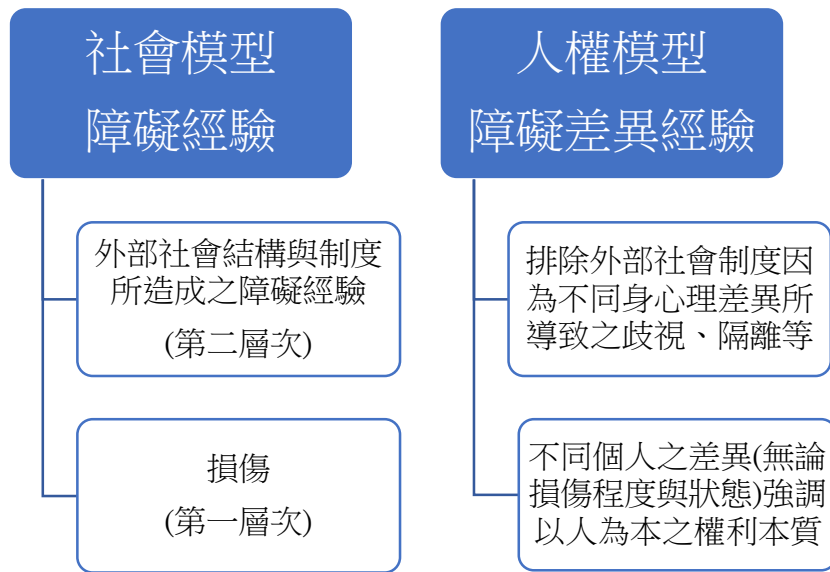 社會模型
障礙經驗
外部社會結構與制度
所造成之障礙經驗
(第二層次)
損傷
(第一層次)
人權模型
障礙差異經驗
排除外部社會制度因
為不同身心理差異所
導致之歧視、隔離等
不同個人之差異(無論
損傷程度與狀態)強調
以人為本之權利本質